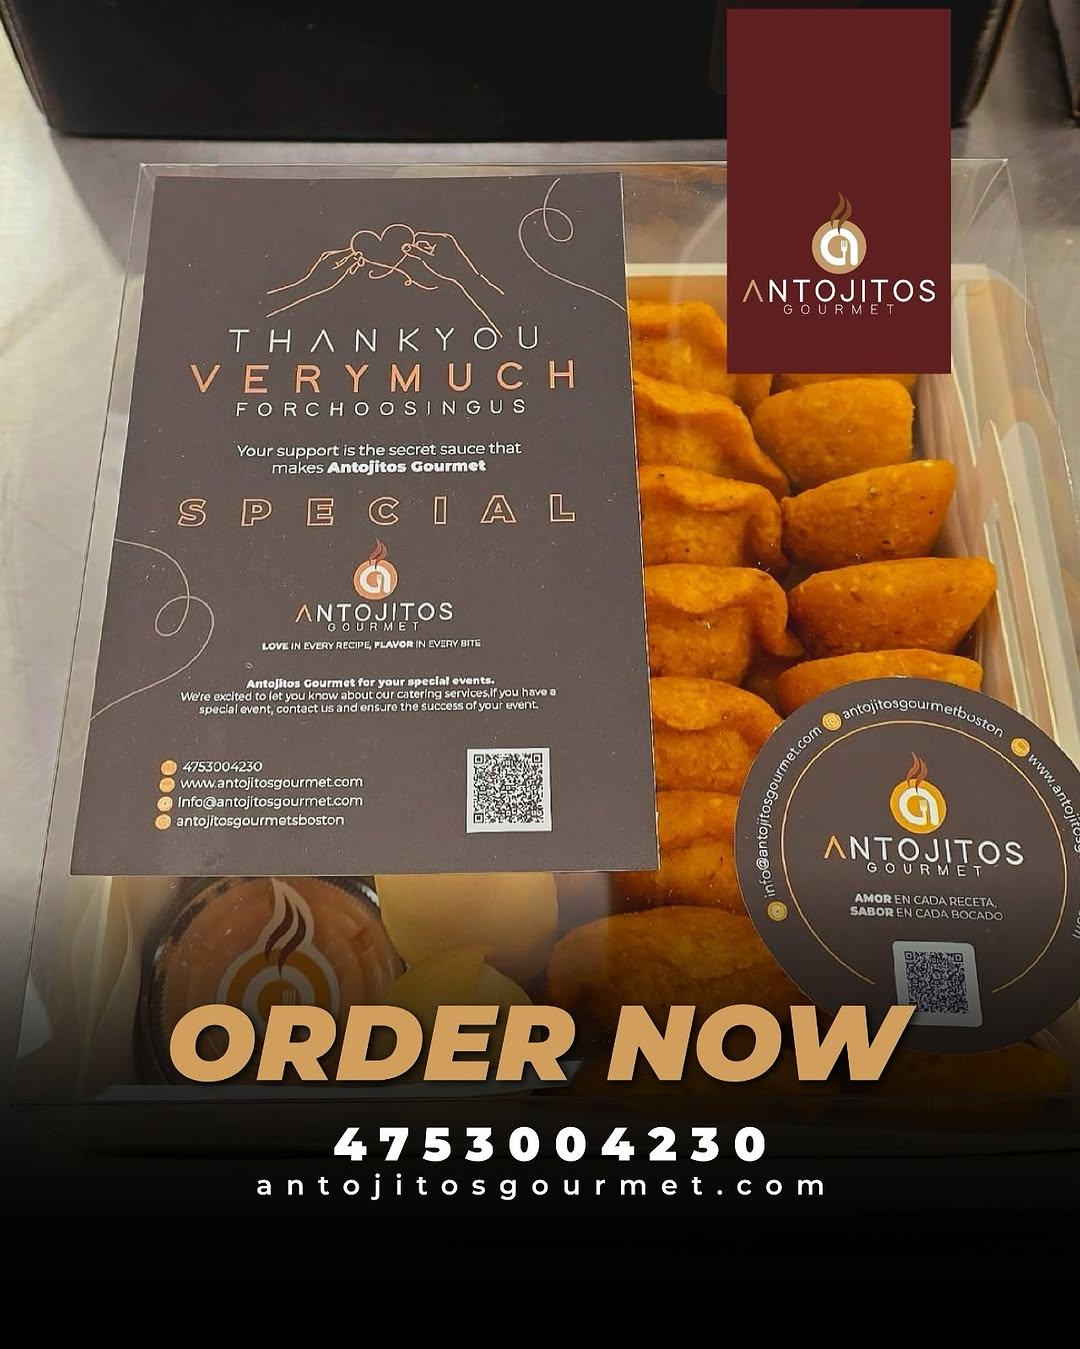 ANTOJITOS
GOURMET
THANKYOU
VERYMUCH
FORCHOOSINGUS
Your support is the secret sauce that
makes Antojitos Gourmet
SPECIAL
ANTOJITOS
GOURMET
LOVE IN EVERY RECIPE, FLAVOR IN EVERY BITE
Antojitos Gourmet for your special events.
We're excited to let you know about our catering services,if you have a
special event, contact us and ensure the success of your event.
4753004230
www.antojitosgourmet.com
Info@antojitosgourmet.com
antojitosgourmetsboston
info@antojitosgourmet.com
antojitosgourmetboston
ANTOJITOS
GOURMET
AMOR EN CADA RECETA,
SABOR EN CADA BOCADO
ORDER NOW
4753004230
antojitosgourmet.com